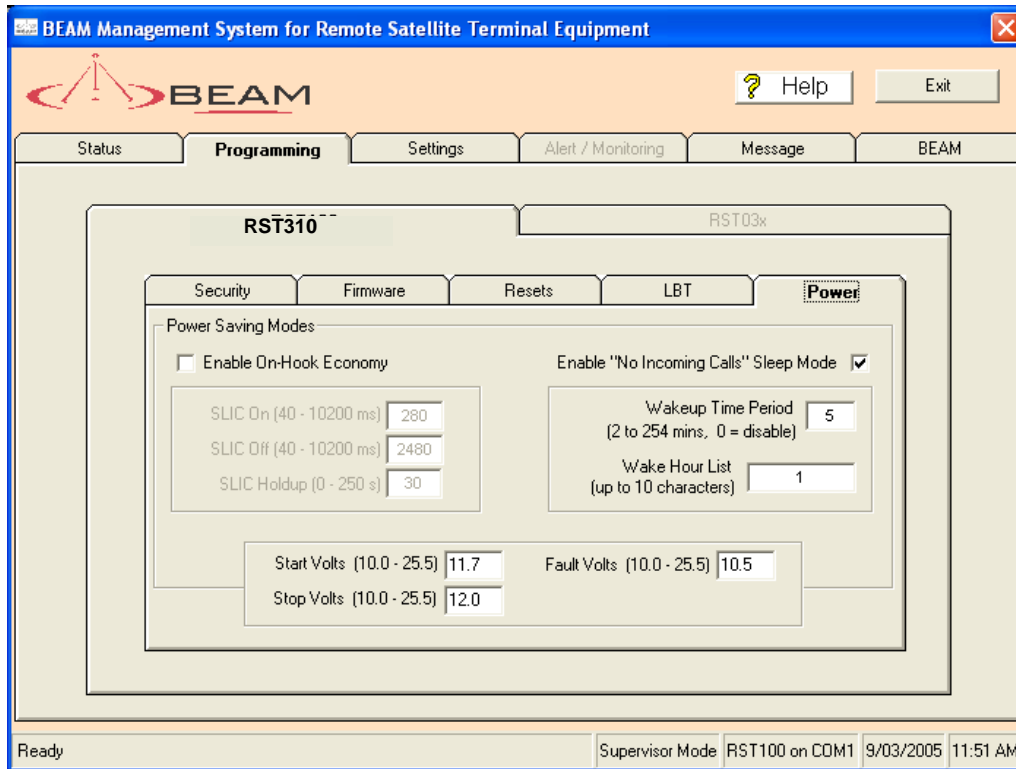 BEAM Management System for Remote Satellite Terminal Equipment
BEAM
? Help
Exit
Status
Programming
Settings
Alert / Monitoring
Message
BEAM
RST310
RST03x
Security
Firmware
Resets
LBT
Power
Power Saving Modes
Enable On-Hook Economy
Enable "No Incoming Calls" Sleep Mode
SLIC On (40 - 10200 ms) 280
SLIC Off (40 - 10200 ms) 2480
SLIC Holdup (0 - 250 s) 30
Wakeup Time Period
(2 to 254 mins, 0 = disable)
5
Wake Hour List
(up to 10 characters)
1
Start Volts (10.0 - 25.5) 11.7
Fault Volts (10.0 - 25.5) 10.5
Stop Volts (10.0 - 25.5) 12.0
Ready
Supervisor Mode
RST100 on COM1
9/03/2005
11:51 AM